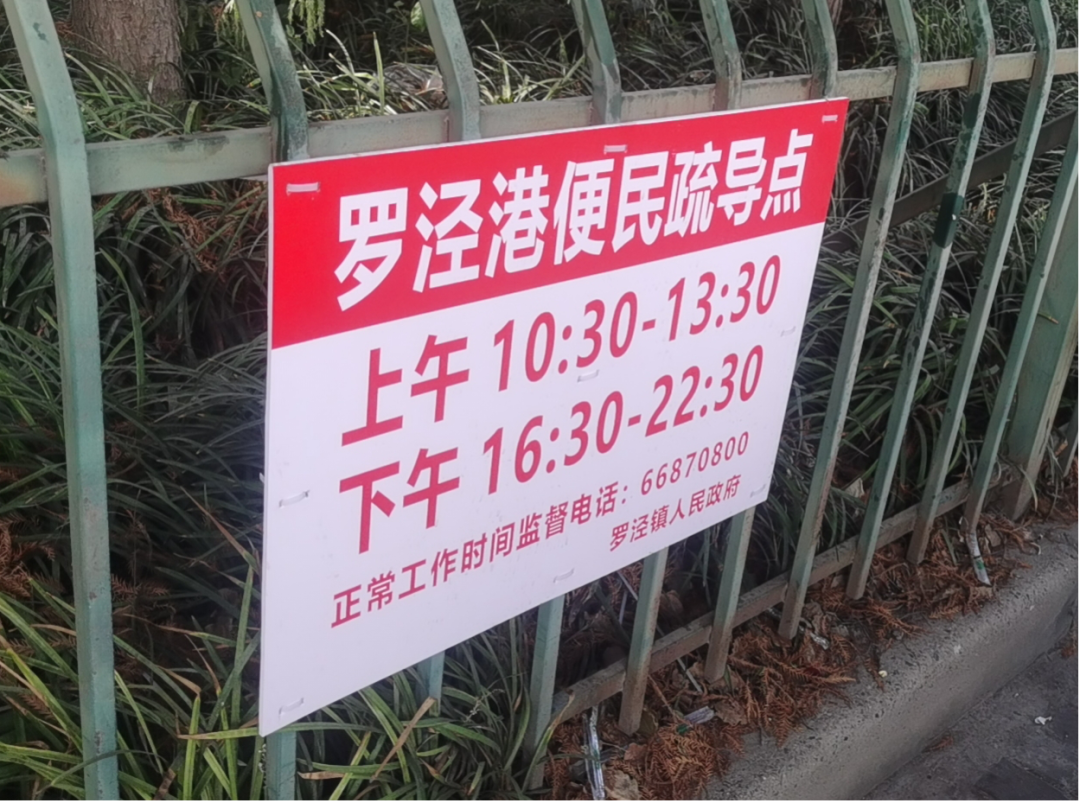 罗泾港便民疏导点
上午 10:30-13:30
下午 16:30-22:30
正常工作时间监督电话：66870800
罗泾镇人民政府